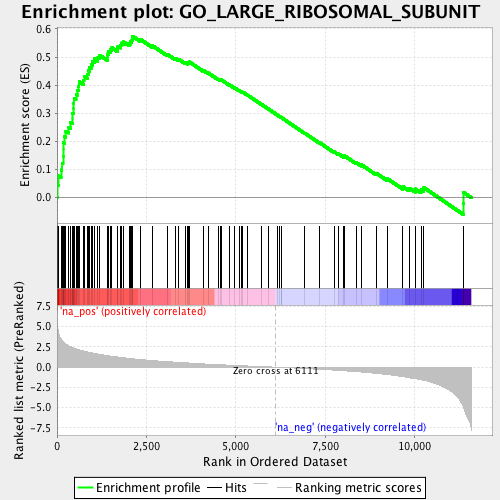 Enrichment plot: GO_LARGE_RIBOSOMAL_SUBUNIT
Enrichment score (ES)
0.6
0.5
0.4
0.3
0.2
0.1
0.0
'na_pos' (positively correlated)
Ranked list metric (PreRanked)
7.5
5.0
2.5
0.0
-2.5
-5.0
-7.5
Zero cross at 6111
'na_neg' (negatively correlated)
0 2,500 5,000 7,500 10,000
Rank in Ordered Dataset
Enrichment profile Hits Ranking metric scores